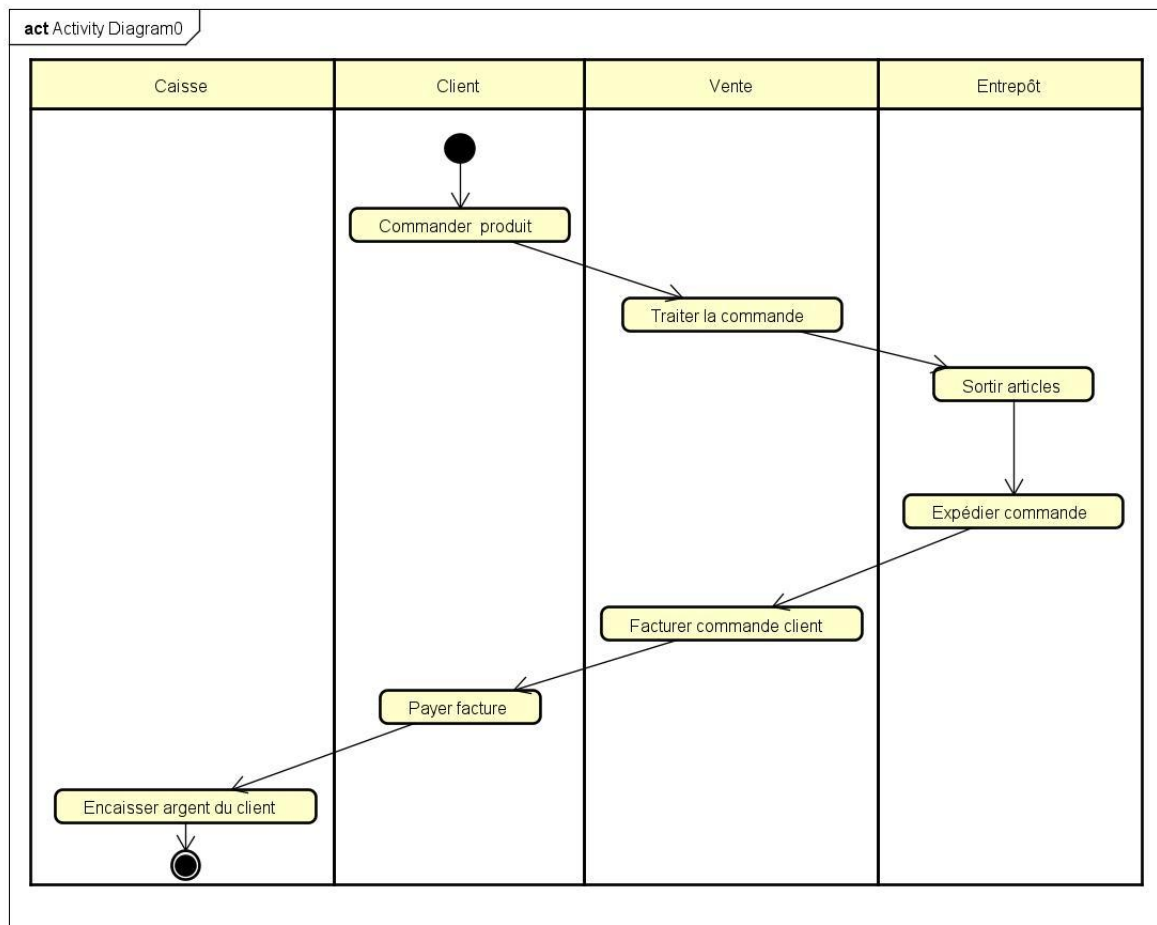 act Activity Diagram0
Caisse
Client
Vente
Entrepôt
Commander produit
Traiter la commande
Sortir articles
Expédier commande
Facturer commande client
Payer facture
Encaisser argent du client